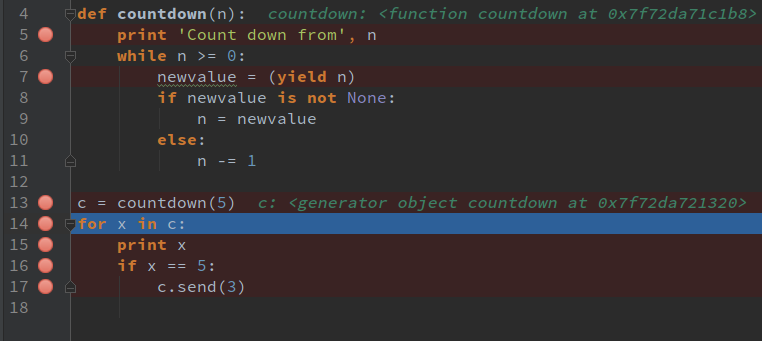 4 def countdown(n): countdown: <function countdown at 0x7f72da71c1b8>
5 print 'Count down from', n
6 while n >= 0:
7 newvalue = (yield n)
8 if newvalue is not None:
9 n = newvalue
10 else:
11 n -= 1
12
13 c = countdown(5) c: <generator object countdown at 0x7f72da721320>
14 for x in c:
15 print x
16 if x == 5:
17 c.send(3)
18